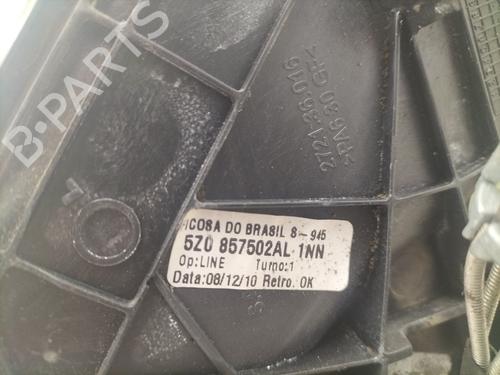 B-PARTS
2721-26-016
>PA6 30 GF<
ICOSA DO BRASIL 8-945
5Z0 857502AL 1NN
Op:LINE Turno:1
Data:08/12/10 Retro. OK